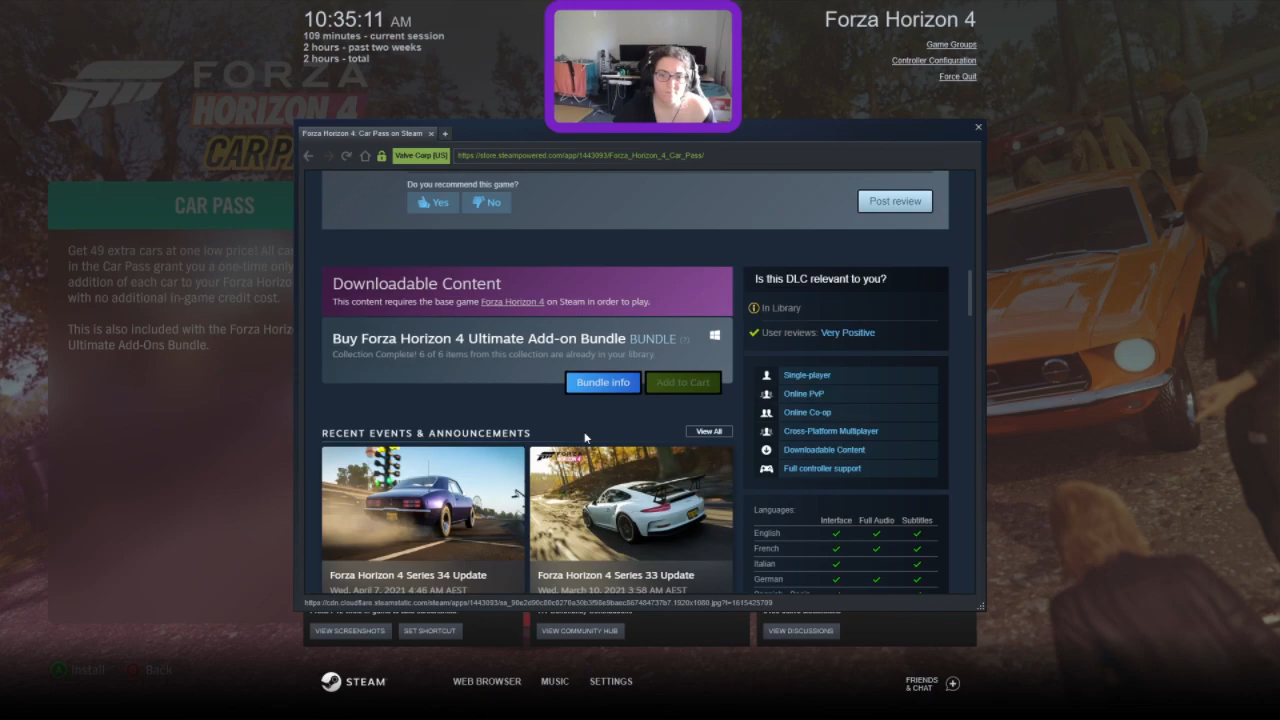 10:35:11 AM
109 minutes - current session
2 hours - past two weeks
2 hours - total
Forza Horizon 4
Game Groups
Controller Configuration
Force Quit
FORZA
HORIZON 4
CAR PASS
Get 49 extra cars at one low price! All car
in the Car Pass grant you a one-time only
addition of each car to your Forza Horizo
with no additional in-game credit cost.
This is also included with the Forza Horiz
Ultimate Add-Ons Bundle.
Install
Back
Forza Horizon 4: Car Pass on Steam
Valve Corp [US]
https://store.steampowered.com/app/1443093/Forza_Horizon_4_Car_Pass/
Do you recommend this game?
Yes
No
Post review
Downloadable Content
This content requires the base game Forza Horizon 4 on Steam in order to play.
Buy Forza Horizon 4 Ultimate Add-on Bundle BUNDLE (?)
Collection Complete! 6 of 6 items from this collection are already in your library
Bundle info
Add to Cart
RECENT EVENTS & ANNOUNCEMENTS
View All
Forza Horizon 4 Series 34 Update
Wed, April 7, 2021 4:46 AM AEST
Forza Horizon 4 Series 33 Update
Wed, March 10, 2021 3:58 AM AEST
Is this DLC relevant to you?
In Library
User reviews: Very Positive
Single-player
Online PvP
Online Co-op
Cross-Platform Multiplayer
Downloadable Content
Full controller support
Languages:
Interface Full Audio Subtitles
English
French
Italian
German
VIEW SCREENSHOTS
SET SHORTCUT
VIEW COMMUNITY HUB
VIEW DISCUSSIONS
STEAM
WEB BROWSER
MUSIC
SETTINGS
FRIENDS
& CHAT